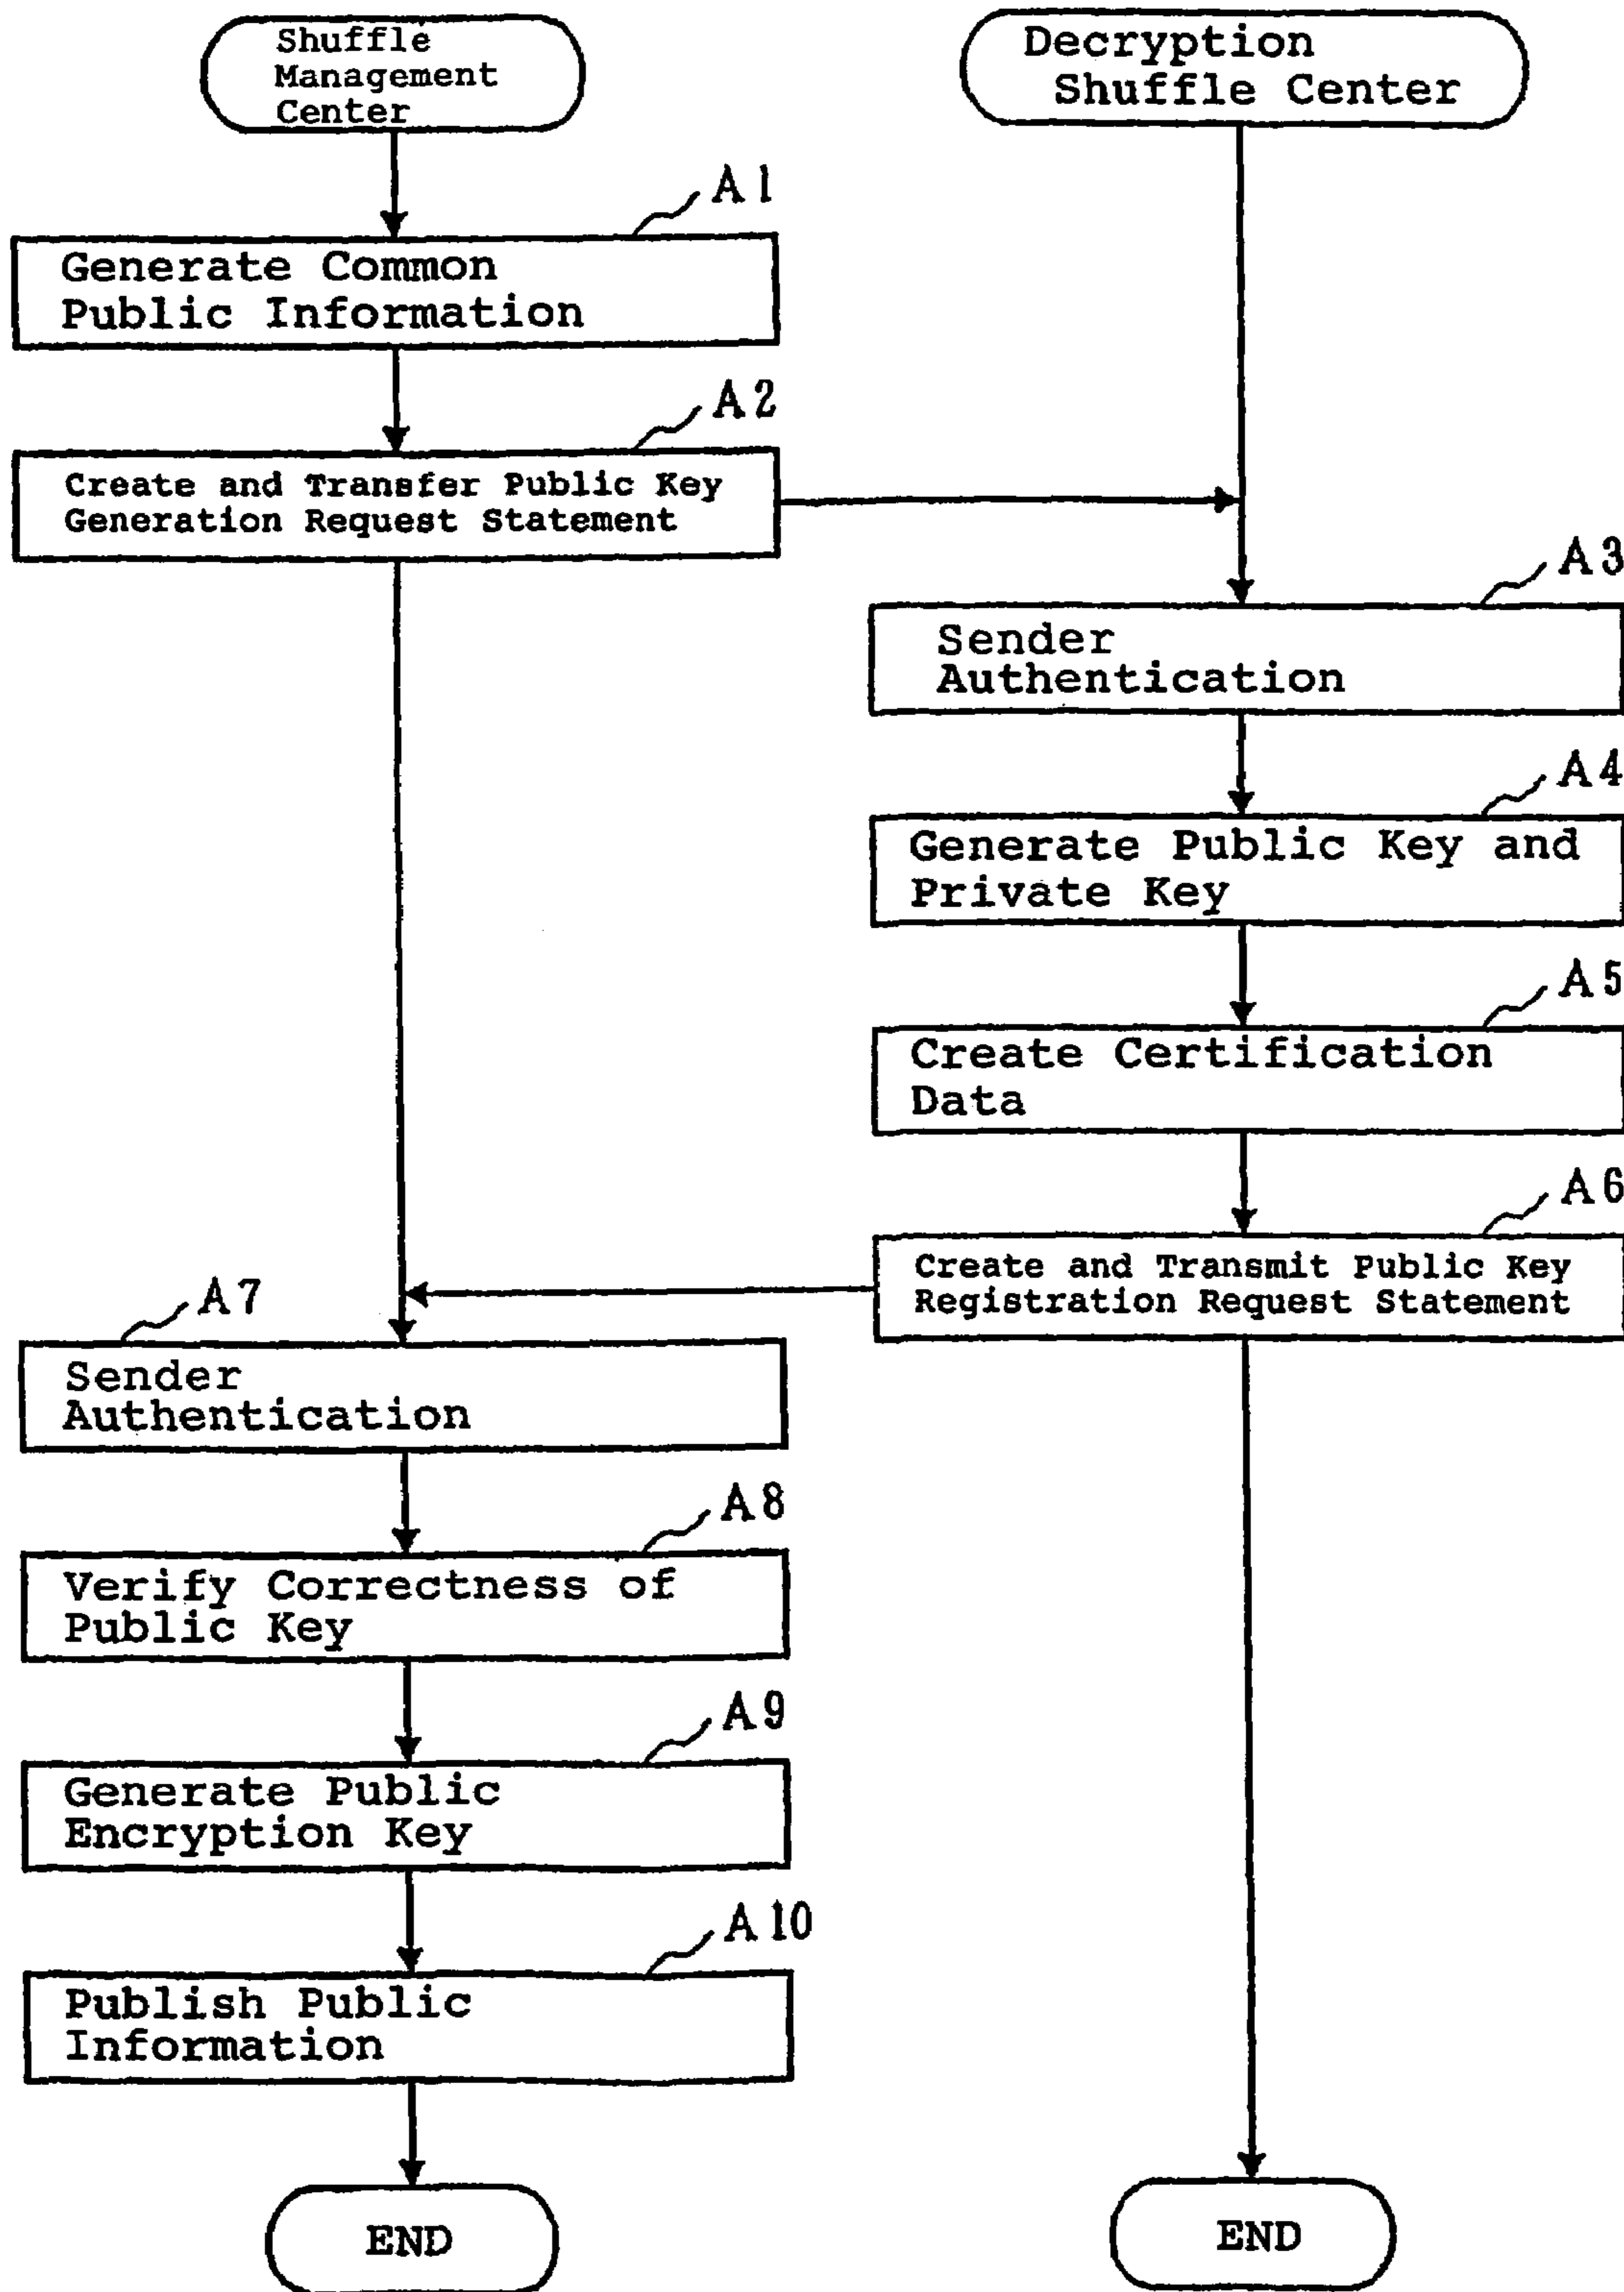 Shuffle
Management
Center
Decryption
Shuffle Center
A1
Generate Common
Public Information
A2
Create and Transfer Public Key
Generation Request Statement
A3
Sender
Authentication
A4
Generate Public Key and
Private Key
A5
Create Certification
Data
A6
Create and Transmit Public Key
Registration Request Statement
A7
Sender
Authentication
A8
Verify Correctness of
Public Key
A9
Generate Public
Encryption Key
A10
Publish Public
Information
END
END